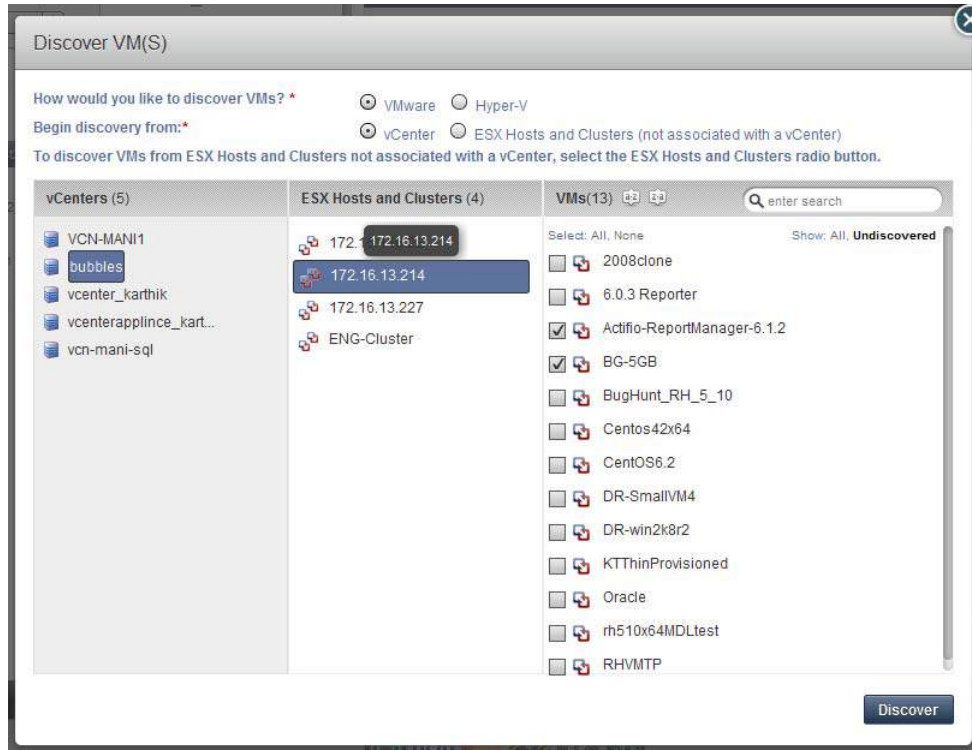 Discover VM(S)
How would you like to discover VMs? * VMware Hyper-V
Begin discovery from:* vCenter ESX Hosts and Clusters (not associated with a vCenter)
To discover VMs from ESX Hosts and Clusters not associated with a vCenter, select the ESX Hosts and Clusters radio button.
vCenters (5)
VCN-MANI1
bubbles
vcenter_karthik
vcenterapplince_kart...
vcn-mani-sql
ESX Hosts and Clusters (4)
172.1 172.16.13.214
172.16.13.214
172.16.13.227
ENG-Cluster
VMs(13) a-z z-a enter search
Select: All, None Show: All, Undiscovered
2008clone
6.0.3 Reporter
Actifio-ReportManager-6.1.2
BG-5GB
BugHunt_RH_5_10
Centos42x64
CentOS6.2
DR-SmallVM4
DR-win2k8r2
KTThinProvisioned
Oracle
rh510x64MDLtest
RHVMTP
Discover